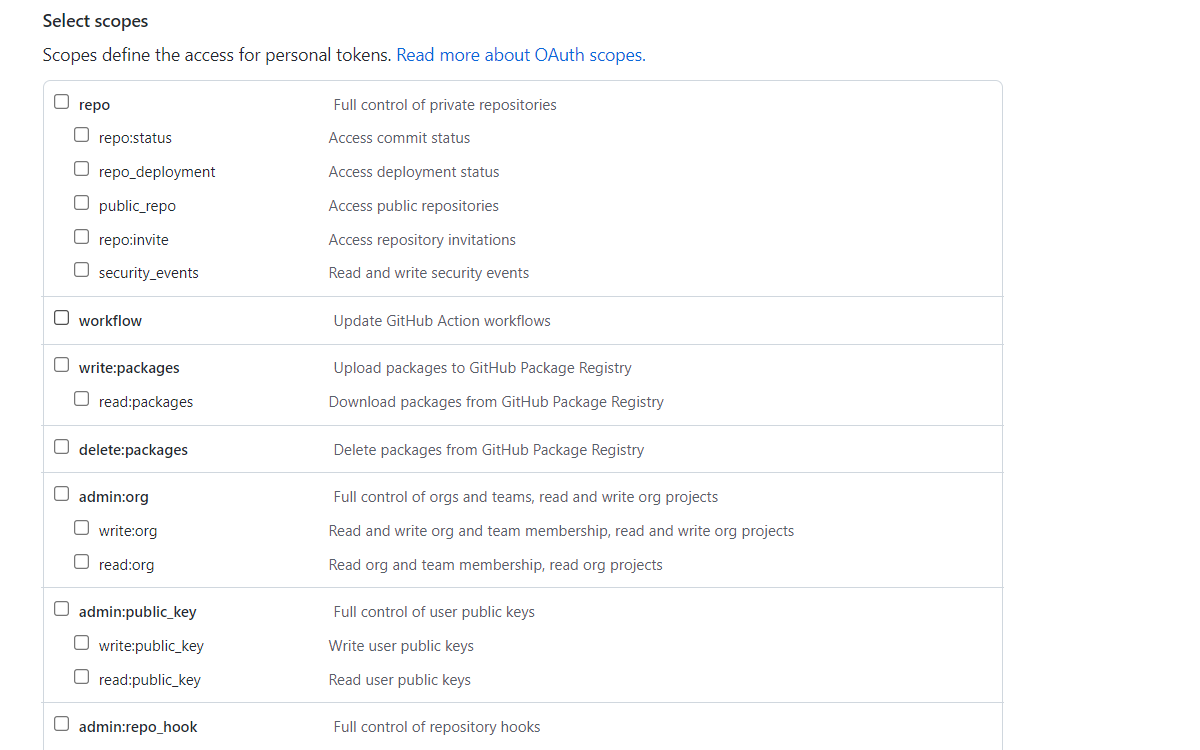 Select scopes
Scopes define the access for personal tokens. Read more about OAuth scopes.
repo Full control of private repositories
repo:status Access commit status
repo_deployment Access deployment status
public_repo Access public repositories
repo:invite Access repository invitations
security_events Read and write security events
workflow Update GitHub Action workflows
write:packages Upload packages to GitHub Package Registry
read:packages Download packages from GitHub Package Registry
delete:packages Delete packages from GitHub Package Registry
admin:org Full control of orgs and teams, read and write org projects
write:org Read and write org and team membership, read and write org projects
read:org Read org and team membership, read org projects
admin:public_key Full control of user public keys
write:public_key Write user public keys
read:public_key Read user public keys
admin:repo_hook Full control of repository hooks